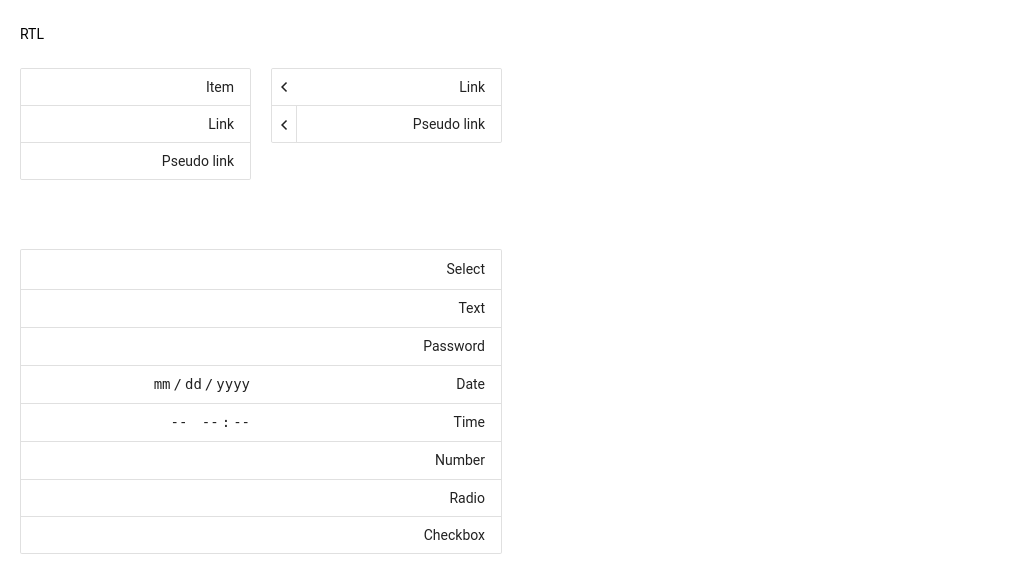 RTL
Item
Link
Pseudo link
Link
Pseudo link
Select
Text
Password
Date
mm/dd/yyyy
Time
-- --:--
Number
Radio
Checkbox